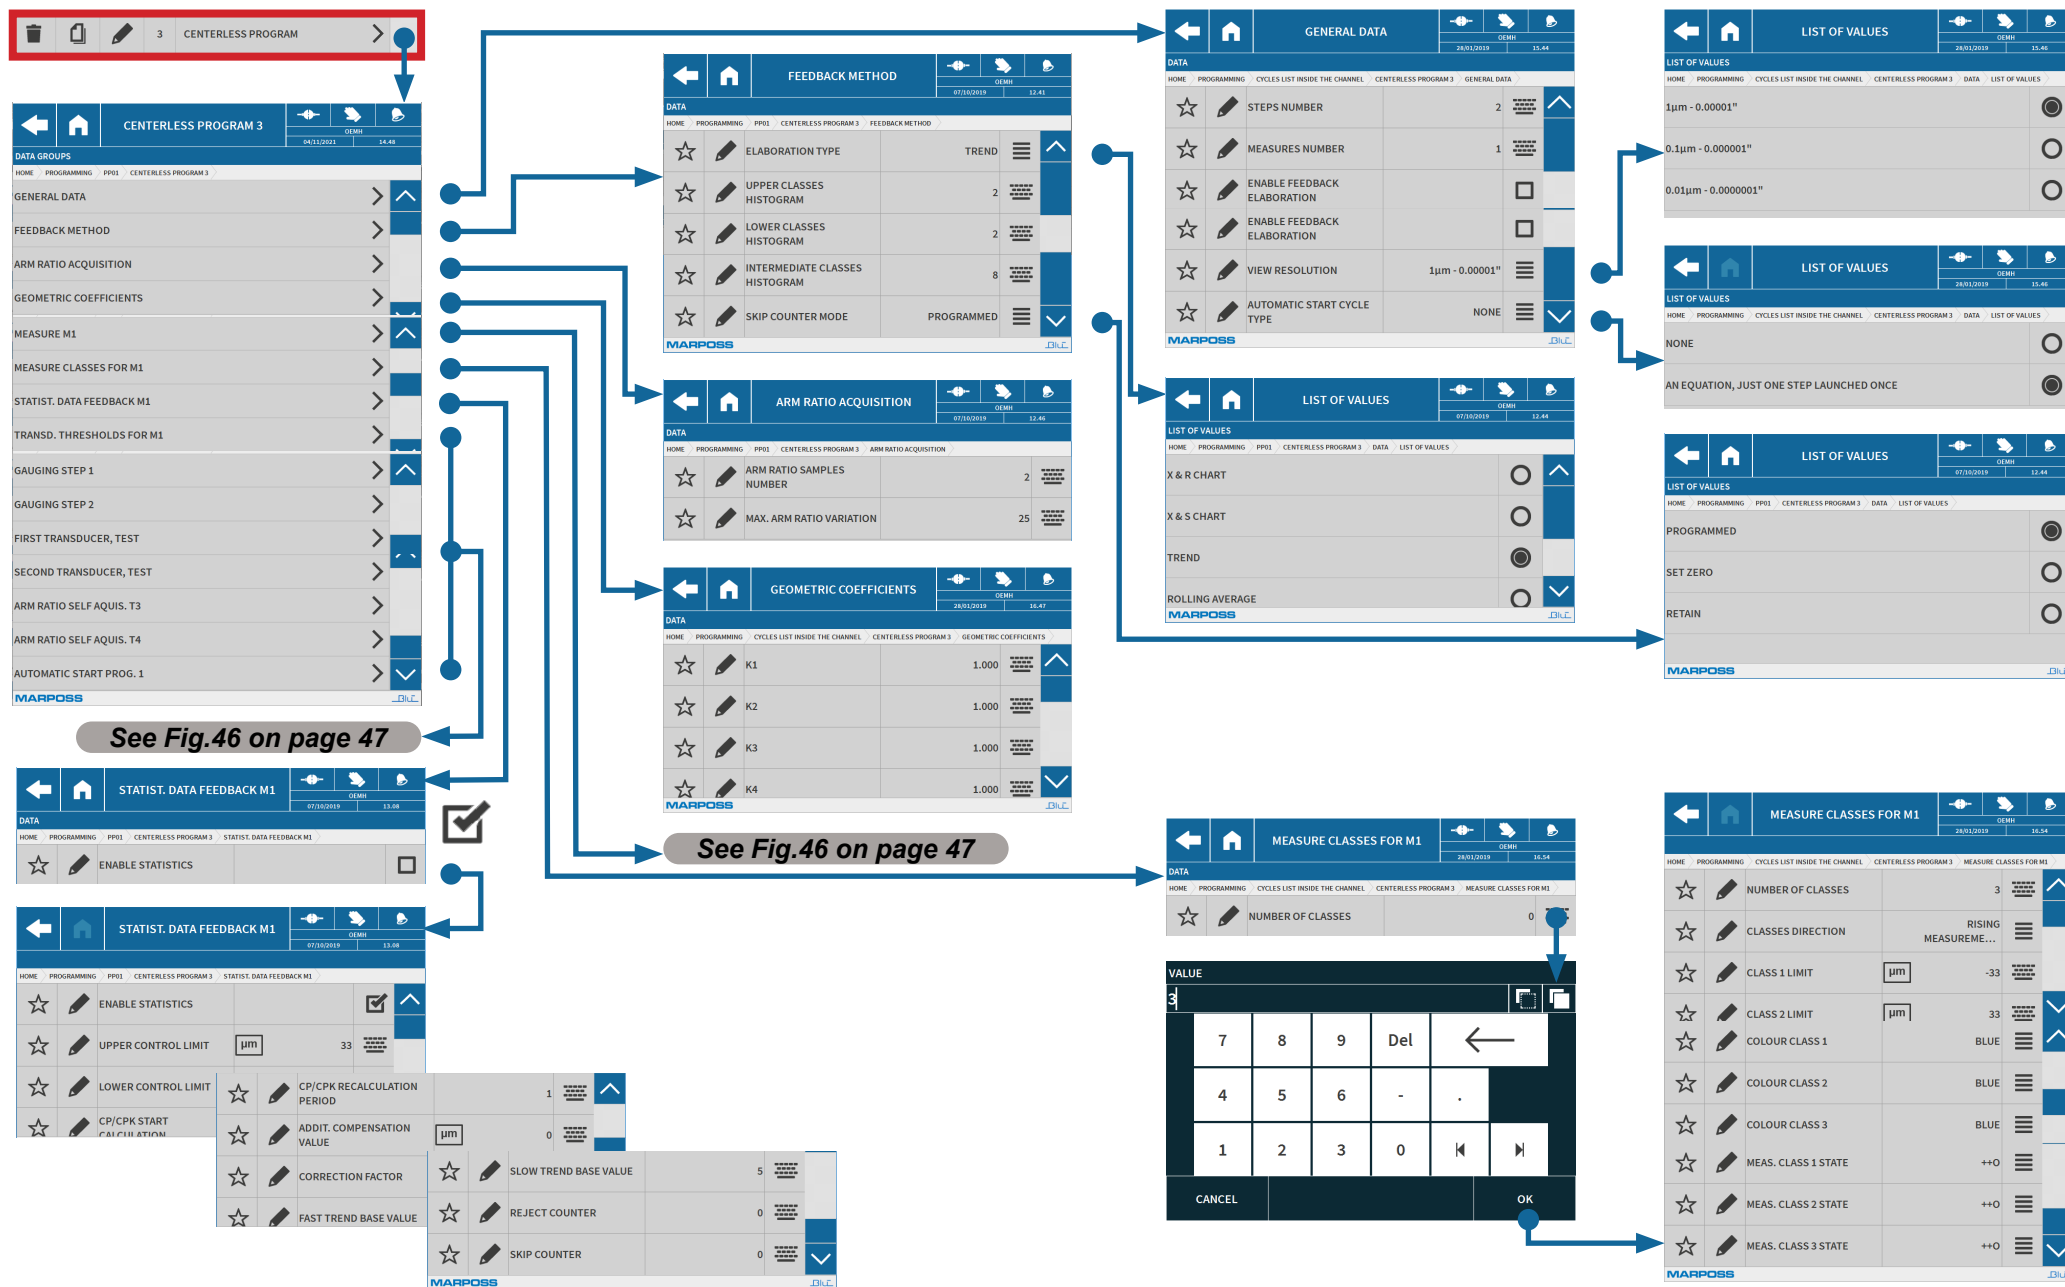 3 CENTERLESS PROGRAM
CENTERLESS PROGRAM 3
OEMH
04/11/2021 14.48
DATA GROUPS
HOME PROGRAMMING PP01 CENTERLESS PROGRAM 3
GENERAL DATA
FEEDBACK METHOD
ARM RATIO ACQUISITION
GEOMETRIC COEFFICIENTS
MEASURE M1
MEASURE CLASSES FOR M1
STATIST. DATA FEEDBACK M1
TRANSD. THRESHOLDS FOR M1
GAUGING STEP 1
GAUGING STEP 2
FIRST TRANSDUCER, TEST
SECOND TRANSDUCER, TEST
ARM RATIO SELF AQUIS. T3
ARM RATIO SELF AQUIS. T4
AUTOMATIC START PROG. 1
MARPOSS BLÚ
See Fig.46 on page 47
STATIST. DATA FEEDBACK M1
OEMH
07/10/2019 13.08
DATA
HOME PROGRAMMING PP01 CENTERLESS PROGRAM 3 STATIST. DATA FEEDBACK M1
ENABLE STATISTICS
STATIST. DATA FEEDBACK M1
OEMH
07/10/2019 13.08
HOME PROGRAMMING PP01 CENTERLESS PROGRAM 3 STATIST. DATA FEEDBACK M1
ENABLE STATISTICS
UPPER CONTROL LIMIT µm 33
LOWER CONTROL LIMIT
CP/CPK START
CALCULATION
CP/CPK RECALCULATION
PERIOD 1
ADDIT. COMPENSATION
VALUE µm 0
CORRECTION FACTOR
FAST TREND BASE VALUE
SLOW TREND BASE VALUE 5
REJECT COUNTER 0
SKIP COUNTER 0
MARPOSS BLÚ
FEEDBACK METHOD
OEMH
07/10/2019 12.41
DATA
HOME PROGRAMMING PP01 CENTERLESS PROGRAM 3 FEEDBACK METHOD
ELABORATION TYPE TREND
UPPER CLASSES
HISTOGRAM 2
LOWER CLASSES
HISTOGRAM 2
INTERMEDIATE CLASSES
HISTOGRAM 8
SKIP COUNTER MODE PROGRAMMED
MARPOSS BLÚ
ARM RATIO ACQUISITION
OEMH
07/10/2019 12.46
DATA
HOME PROGRAMMING PP01 CENTERLESS PROGRAM 3 ARM RATIO ACQUISITION
ARM RATIO SAMPLES
NUMBER 2
MAX. ARM RATIO VARIATION 25
GEOMETRIC COEFFICIENTS
OEMH
28/01/2019 16.47
DATA
HOME PROGRAMMING CYCLES LIST INSIDE THE CHANNEL CENTERLESS PROGRAM 3 GEOMETRIC COEFFICIENTS
K1 1.000
K2 1.000
K3 1.000
K4 1.000
MARPOSS BLÚ
See Fig.46 on page 47
GENERAL DATA
OEMH
28/01/2019 15.44
DATA
HOME PROGRAMMING CYCLES LIST INSIDE THE CHANNEL CENTERLESS PROGRAM 3 GENERAL DATA
STEPS NUMBER 2
MEASURES NUMBER 1
ENABLE FEEDBACK
ELABORATION
ENABLE FEEDBACK
ELABORATION
VIEW RESOLUTION 1µm - 0.00001"
AUTOMATIC START CYCLE
TYPE NONE
MARPOSS BLÚ
LIST OF VALUES
OEMH
07/10/2019 12.44
LIST OF VALUES
HOME PROGRAMMING PP01 CENTERLESS PROGRAM 3 DATA LIST OF VALUES
X & R CHART
X & S CHART
TREND
ROLLING AVERAGE
MARPOSS BLÚ
MEASURE CLASSES FOR M1
OEMH
28/01/2019 16.54
DATA
HOME PROGRAMMING CYCLES LIST INSIDE THE CHANNEL CENTERLESS PROGRAM 3 MEASURE CLASSES FOR M1
NUMBER OF CLASSES 0
VALUE
3
7 8 9 Del
4 5 6 - .
1 2 3 0
CANCEL OK
LIST OF VALUES
OEMH
28/01/2019 15.46
LIST OF VALUES
HOME PROGRAMMING CYCLES LIST INSIDE THE CHANNEL CENTERLESS PROGRAM 3 DATA LIST OF VALUES
1µm - 0.00001"
0.1µm - 0.000001"
0.01µm - 0.0000001"
LIST OF VALUES
OEMH
28/01/2019 15.46
LIST OF VALUES
HOME PROGRAMMING CYCLES LIST INSIDE THE CHANNEL CENTERLESS PROGRAM 3 DATA LIST OF VALUES
NONE
AN EQUATION, JUST ONE STEP LAUNCHED ONCE
LIST OF VALUES
OEMH
07/10/2019 12.44
LIST OF VALUES
HOME PROGRAMMING PP01 CENTERLESS PROGRAM 3 DATA LIST OF VALUES
PROGRAMMED
SET ZERO
RETAIN
MARPOSS
MEASURE CLASSES FOR M1
OEMH
28/01/2019 16.54
HOME PROGRAMMING CYCLES LIST INSIDE THE CHANNEL CENTERLESS PROGRAM 3 MEASURE CLASSES FOR M1
NUMBER OF CLASSES 3
CLASSES DIRECTION RISING
MEASUREME...
CLASS 1 LIMIT µm -33
CLASS 2 LIMIT µm 33
COLOUR CLASS 1 BLUE
COLOUR CLASS 2 BLUE
COLOUR CLASS 3 BLUE
MEAS. CLASS 1 STATE ++O
MEAS. CLASS 2 STATE ++O
MEAS. CLASS 3 STATE ++O
MARPOSS